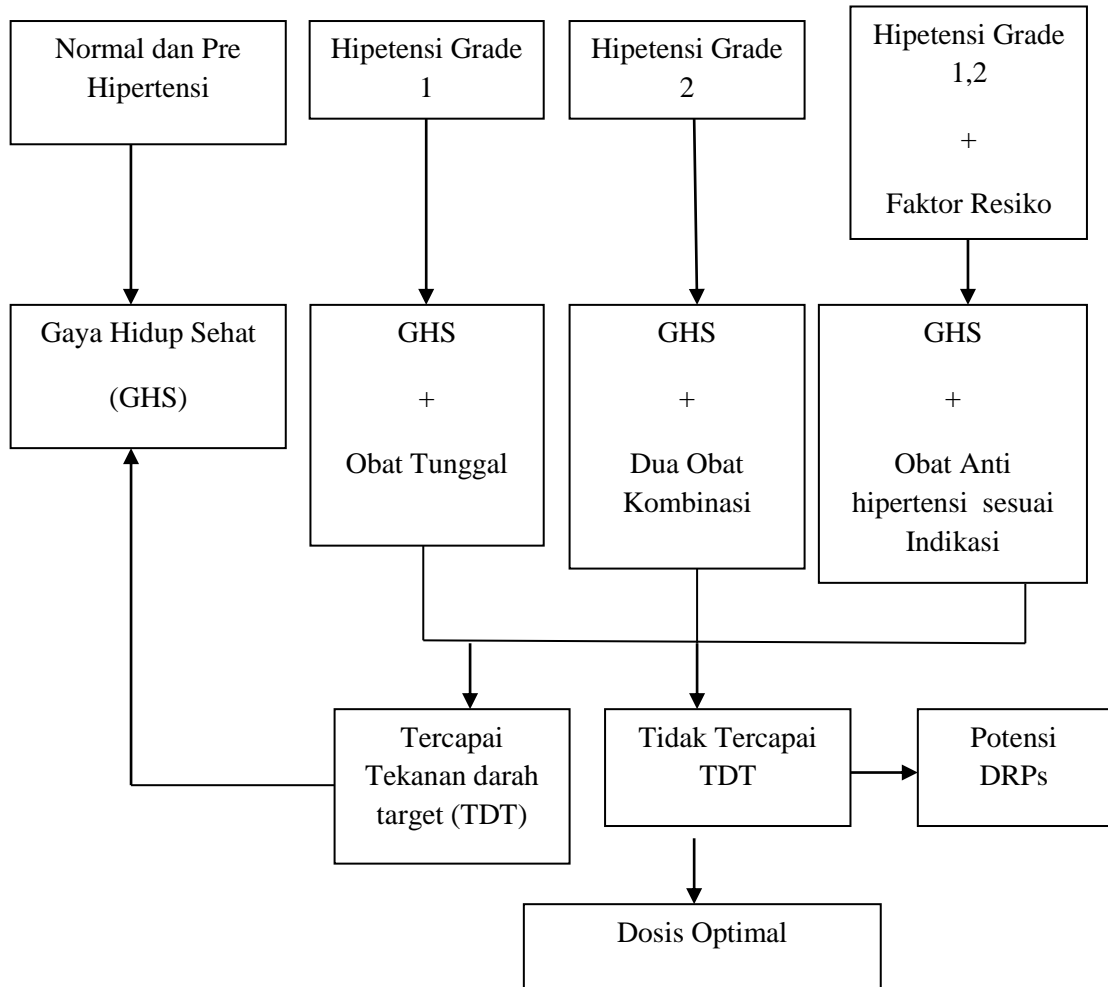 Normal dan Pre
Hipertensi
Hipetensi Grade
1
Hipetensi Grade
2
Hipetensi Grade
1,2
+
Faktor Resiko
Gaya Hidup Sehat
(GHS)
GHS
+
Obat Tunggal
GHS
+
Dua Obat
Kombinasi
GHS
+
Obat Anti
hipertensi sesuai
Indikasi
Tercapai
Tekanan darah
target (TDT)
Tidak Tercapai
TDT
Potensi
DRPs
Dosis Optimal